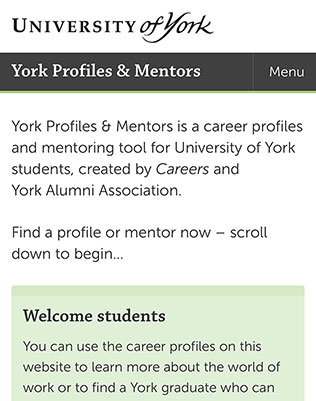 UNIVERSITY of York
York Profiles & Mentors
Menu
York Profiles & Mentors is a career profiles
and mentoring tool for University of York
students, created by Careers and
York Alumni Association.
Find a profile or mentor now – scroll
down to begin...
Welcome students
You can use the career profiles on this
website to learn more about the world of
work or to find a York graduate who can